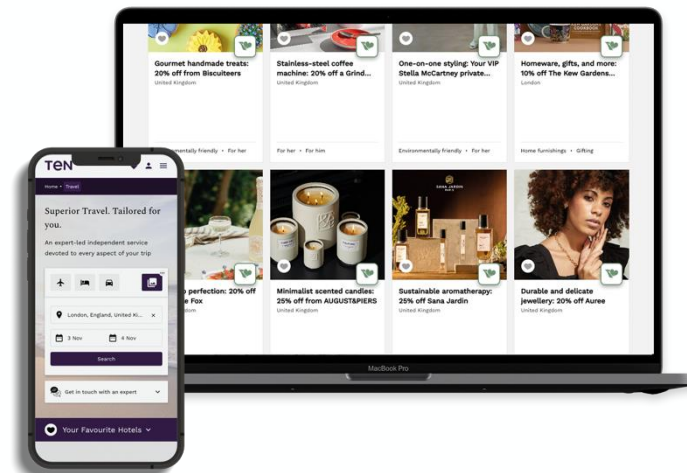 Gourmet handmade treats:
20% off from Biscuiteers
United Kingdom
Stainless-steel coffee
machine: 20% off a Grind...
United Kingdom
One-on-one styling: Your VIP
Stella McCartney private...
United Kingdom
Homeware, gifts, and more:
10% off The Kew Gardens...
London
mentally friendly • For her
For her • For him
Environmentally friendly • For her
Home furnishings • Gifting
perfection: 20% off
e Fox
dom
Minimalist scented candles:
25% off from AUGUST&PIERS
United Kingdom
SANA JARDIN
Sustainable aromatherapy:
25% off Sana Jardin
United Kingdom
Durable and delicate
jewellery: 20% off Auree
United Kingdom
MacBook Pro
TEN
Home • Travel
Superior Travel. Tailored for
you.
An expert-led independent service
devoted to every aspect of your trip
London, England, United Ki...
3 Nov
4 Nov
Search
Get in touch with an expert
Your Favourite Hotels